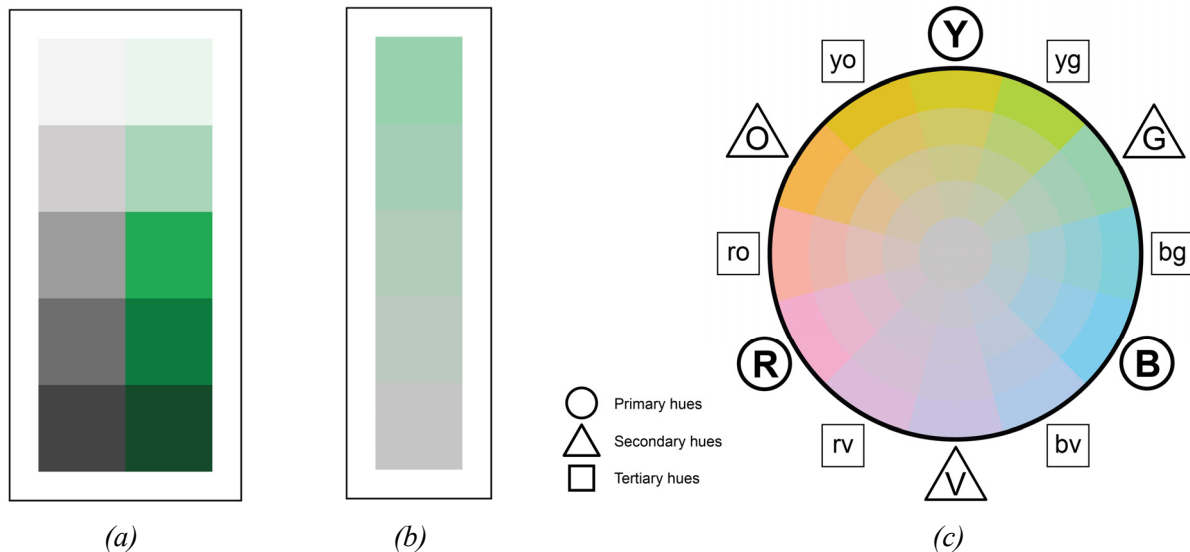 Y
yo
yg
O
G
ro
bg
R
B
rv
bv
V
Primary hues
Secondary hues
Tertiary hues
(a)
(b)
(c)